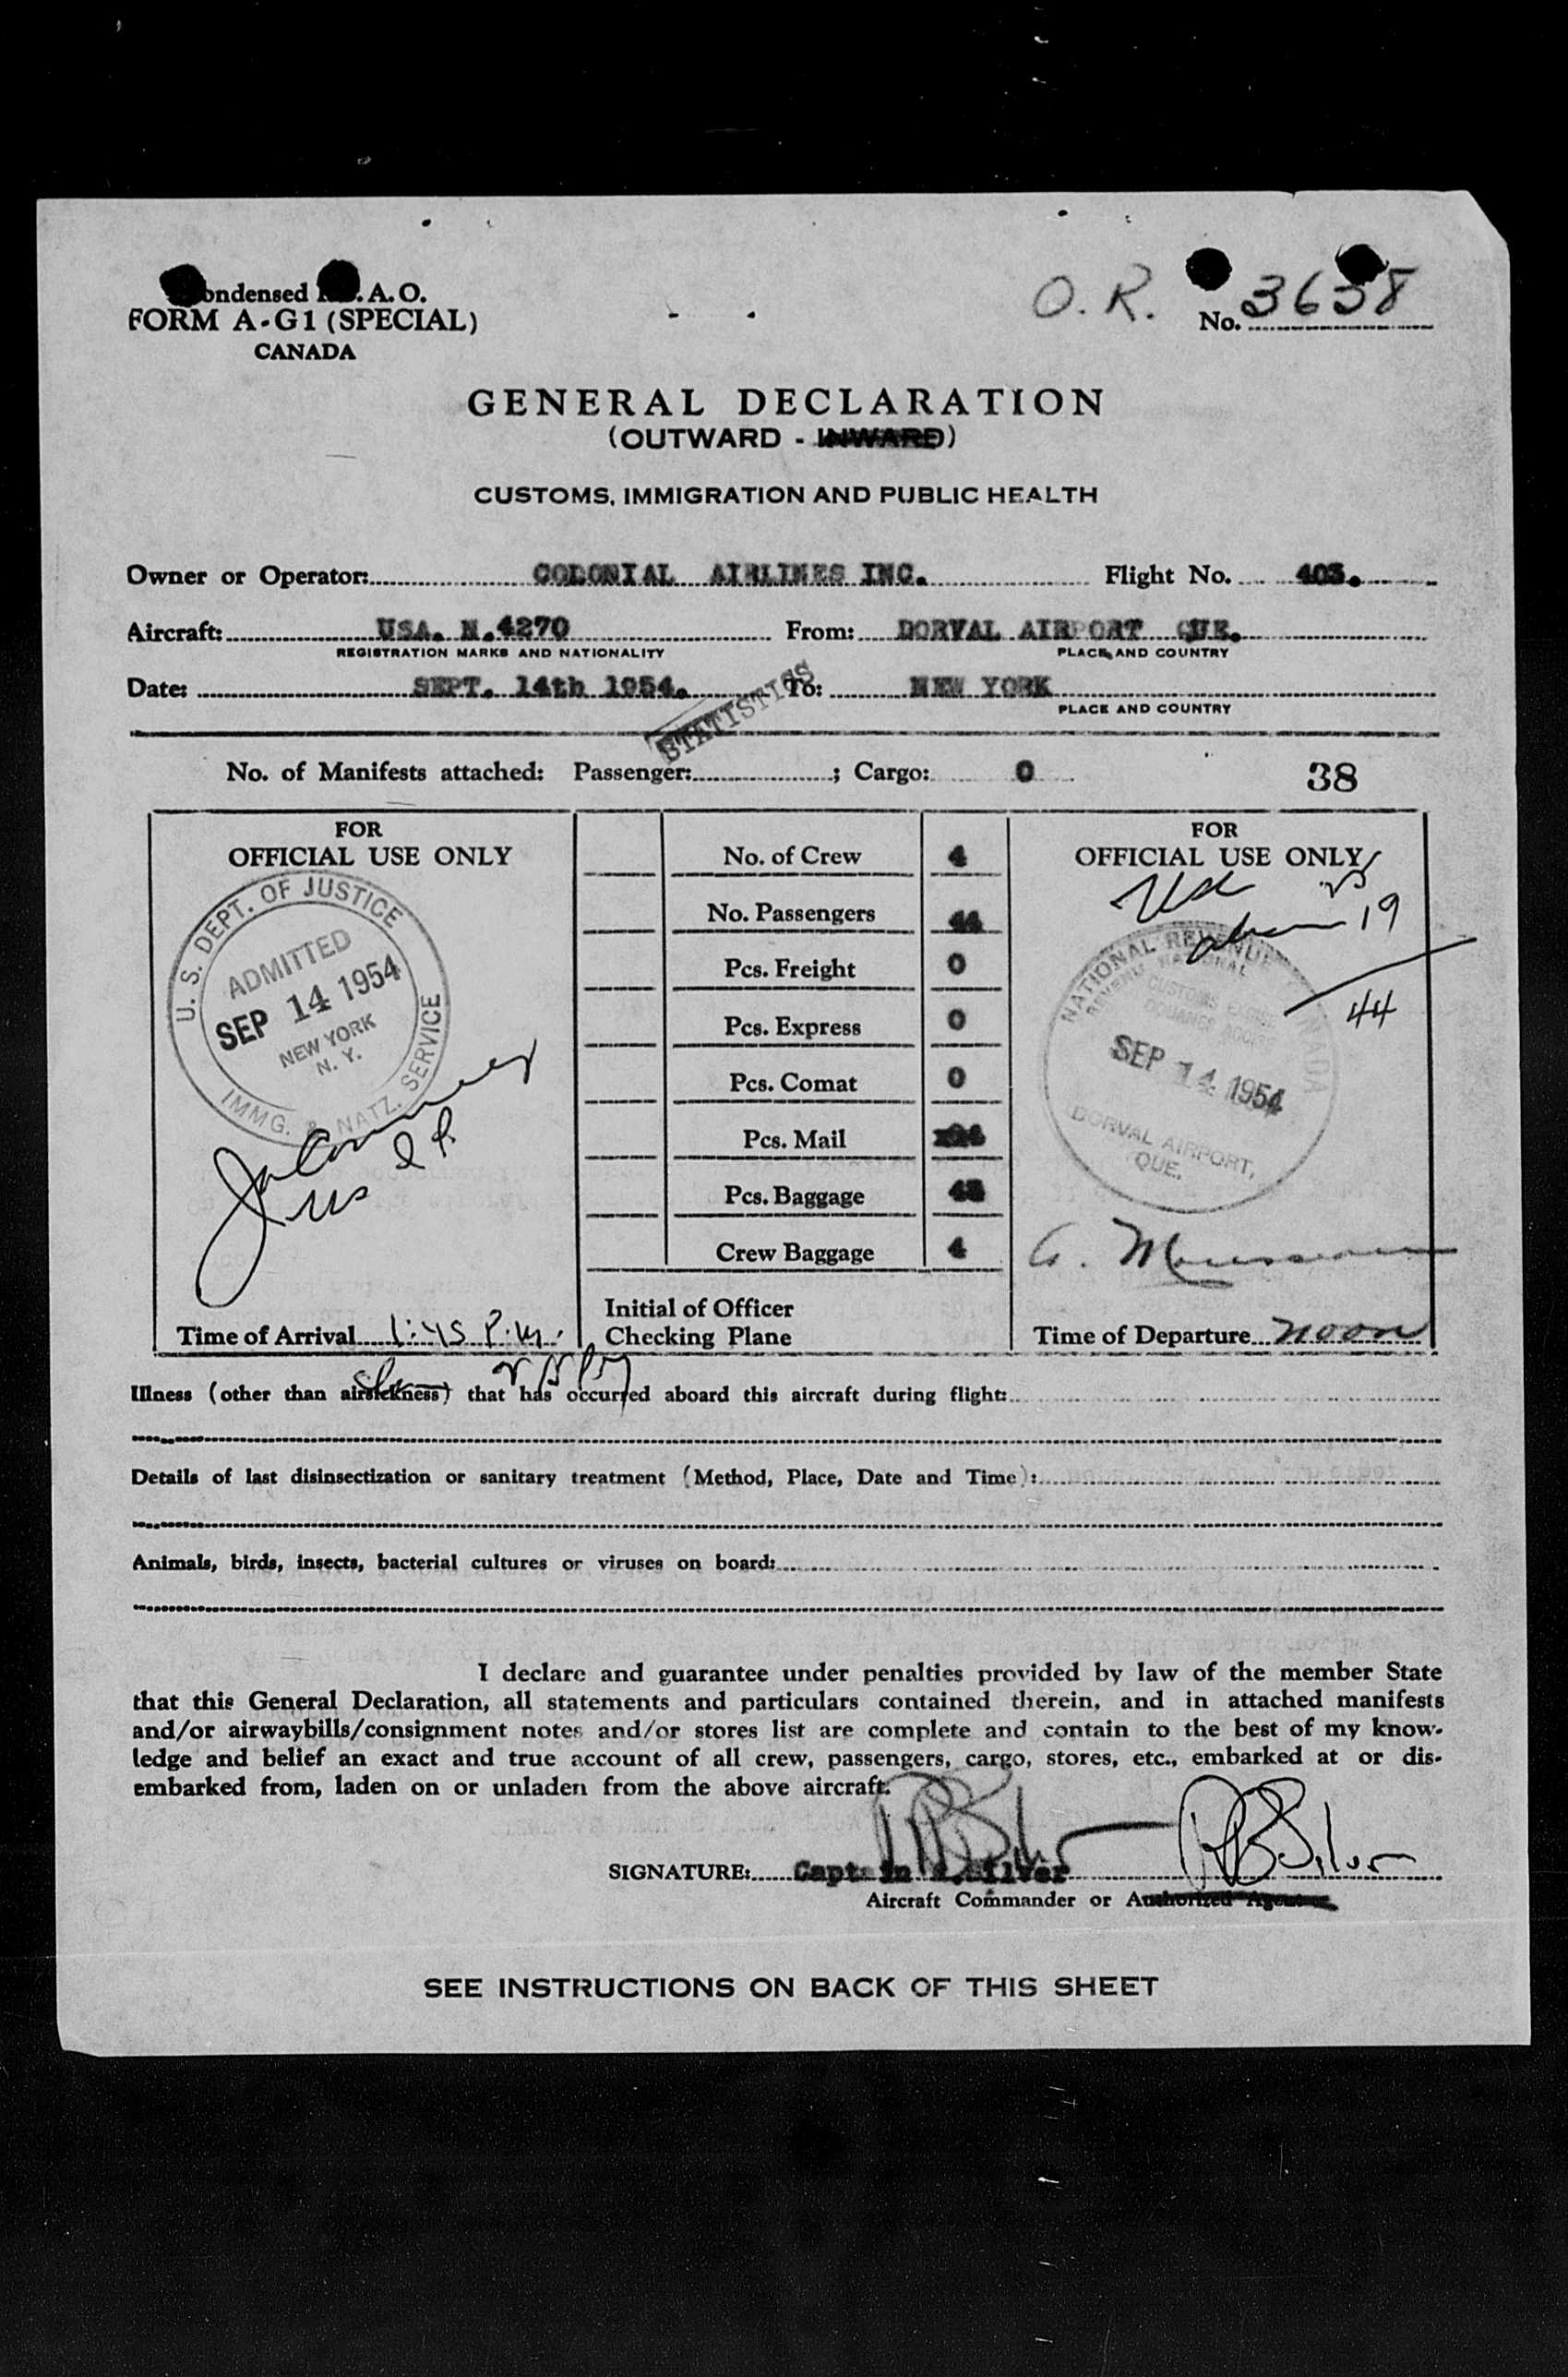 Condensed I.C.A.O.
FORM A-G1 (SPECIAL)
CANADA
O. R. No. 3638
GENERAL DECLARATION
(OUTWARD - INWARD)
CUSTOMS, IMMIGRATION AND PUBLIC HEALTH
Owner or Operator: COLONIAL AIRLINES INC. Flight No. 403.
Aircraft: USA. N.4270 From: DORVAL AIRPORT QUE.
REGISTRATION MARKS AND NATIONALITY PLACE AND COUNTRY
Date: SEPT. 14th 1954. To: NEW YORK
PLACE AND COUNTRY
STATISTICS
No. of Manifests attached: Passenger: ; Cargo: 0 38
FOR
OFFICIAL USE ONLY
U. S. DEPT. OF JUSTICE
ADMITTED
SEP 14 1954
NEW YORK
N. Y.
IMMG. & NATZ. SERVICE
Time of Arrival 1:45 P.M.
No. of Crew 4
No. Passengers 44
Pcs. Freight 0
Pcs. Express 0
Pcs. Comat 0
Pcs. Mail
Pcs. Baggage
Crew Baggage 4
Initial of Officer
Checking Plane
FOR
OFFICIAL USE ONLY
USC 25
alien 19
44
NATIONAL REVENUE CANADA
REVENU NATIONAL
CUSTOMS EXCISE
DOUANES ACCISE
SEP 14 1954
DORVAL AIRPORT,
QUE.
Time of Departure noon
Illness (other than airsickness) that has occurred aboard this aircraft during flight:
Details of last disinsectization or sanitary treatment (Method, Place, Date and Time):
Animals, birds, insects, bacterial cultures or viruses on board:
I declare and guarantee under penalties provided by law of the member State
that this General Declaration, all statements and particulars contained therein, and in attached manifests
and/or airwaybills/consignment notes and/or stores list are complete and contain to the best of my know-
ledge and belief an exact and true account of all crew, passengers, cargo, stores, etc., embarked at or dis-
embarked from, laden on or unladen from the above aircraft.
SIGNATURE: Captain Silver RBSilver
Aircraft Commander or Authorized Agent
SEE INSTRUCTIONS ON BACK OF THIS SHEET